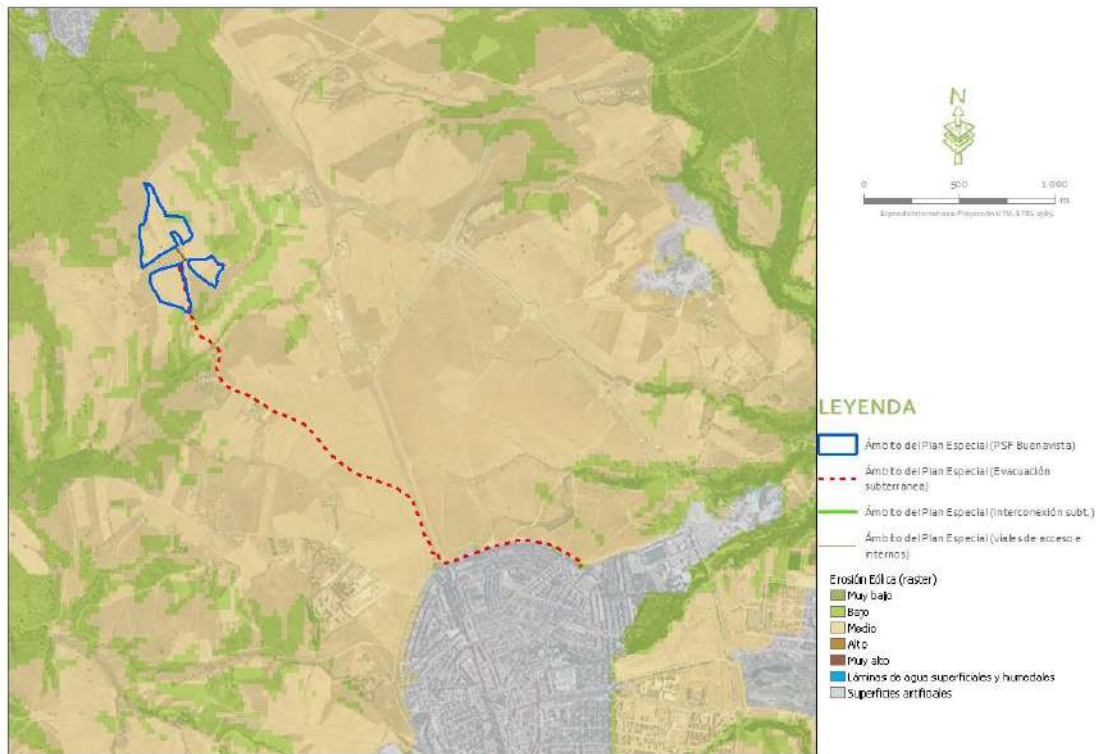 N
0 500 1.000
m
LEYENDA
Ámbito del Plan Especial (PSF Buenavista)
Ámbito del Plan Especial (Evacuación
subterránea)
Ámbito del Plan Especial (Interconexión subt.)
Ámbito del Plan Especial (viales de acceso e
internos)
Erosión Eólica (raster)
Muy bajo
Bajo
Medio
Alto
Muy alto
Láminas de agua superficiales y humedales
Superficies artificiales